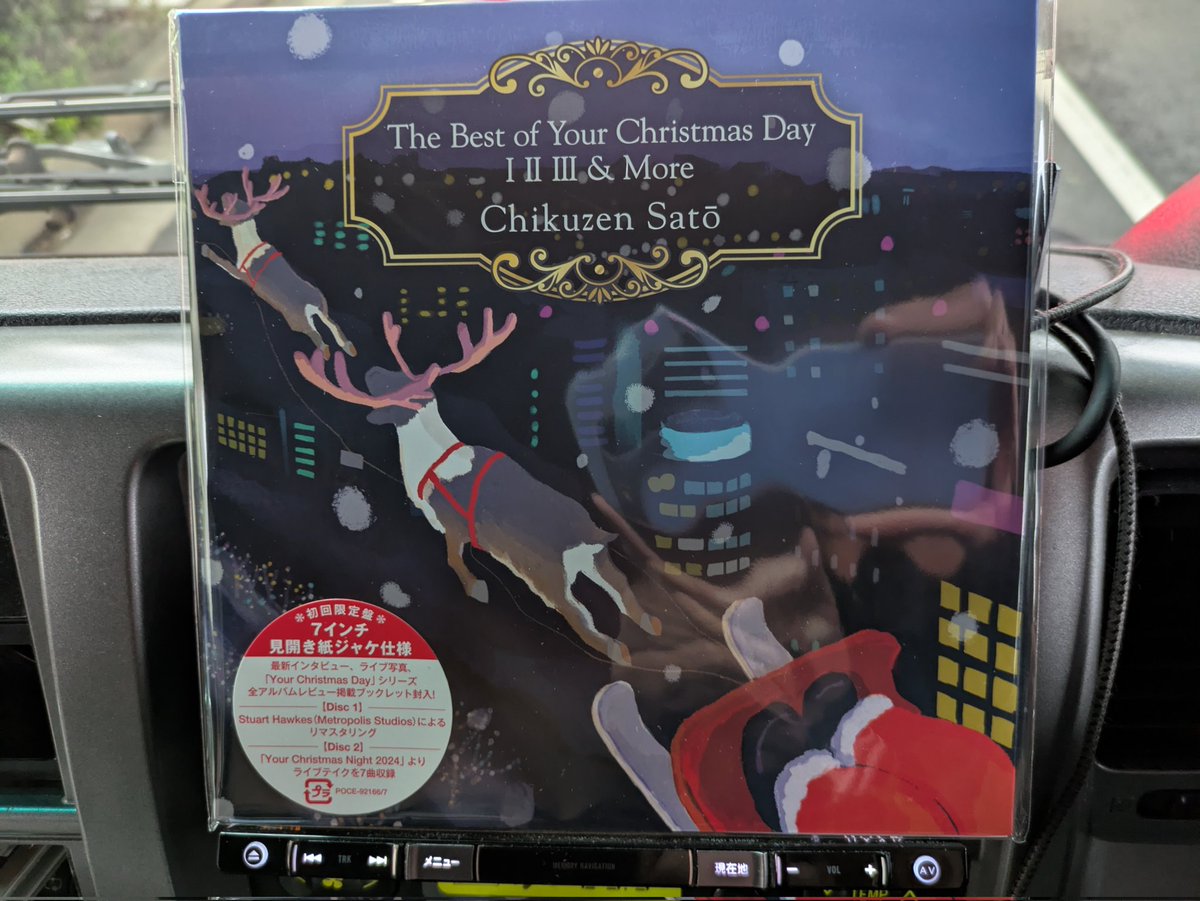 The Best of Your Christmas Day
I II III & More
Chikuzen Satō
＊初回限定盤＊
7インチ
見開き紙ジャケ仕様
最新インタビュー、ライブ写真、
「Your Christmas Day」シリーズ
全アルバムレビュー掲載ブックレット封入!
【Disc 1】
Stuart Hawkes(Metropolis Studios)による
リマスタリング
【Disc 2】
「Your Christmas Night 2024」より
ライブテイクを7曲収録
プラ
POCE-92166/7
TRK
メニュー
MEMORY NAVIGATION
現在地
− VOL +
AV
TEMP